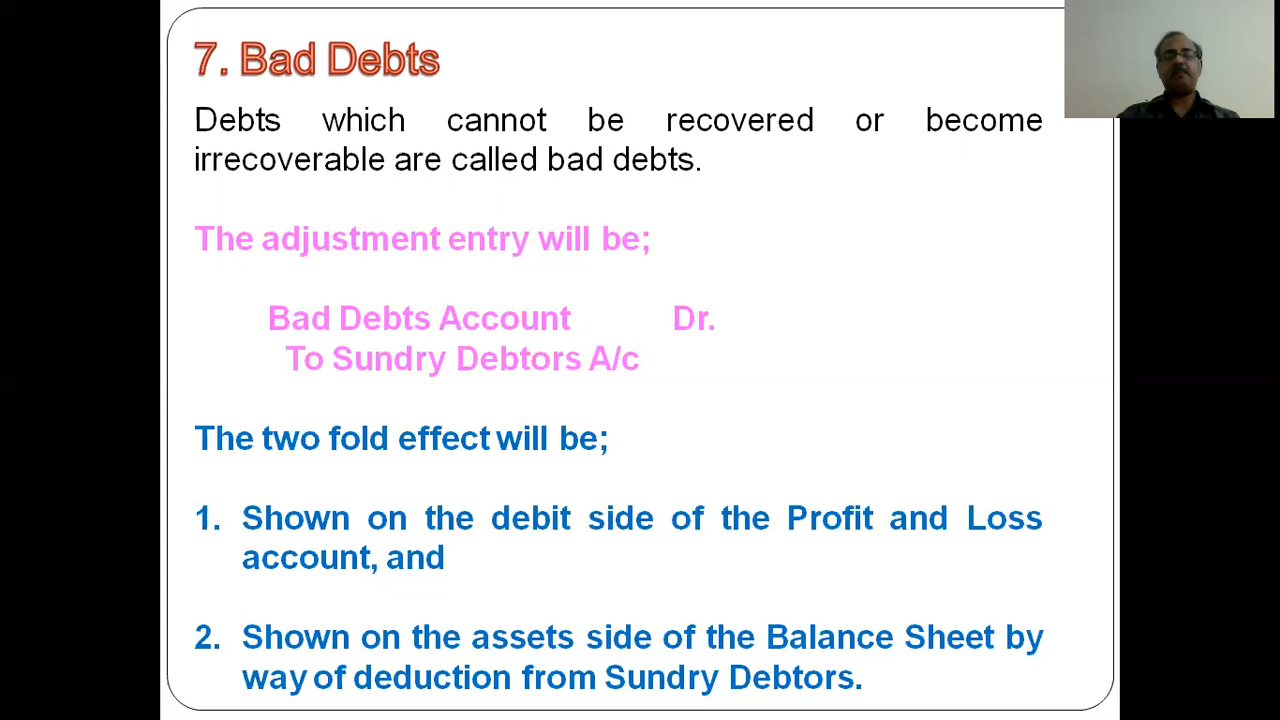 7. Bad Debts
Debts which cannot be recovered or become
irrecoverable are called bad debts.
The adjustment entry will be;
Bad Debts Account Dr.
To Sundry Debtors A/c
The two fold effect will be;
1. Shown on the debit side of the Profit and Loss
account, and
2. Shown on the assets side of the Balance Sheet by
way of deduction from Sundry Debtors.